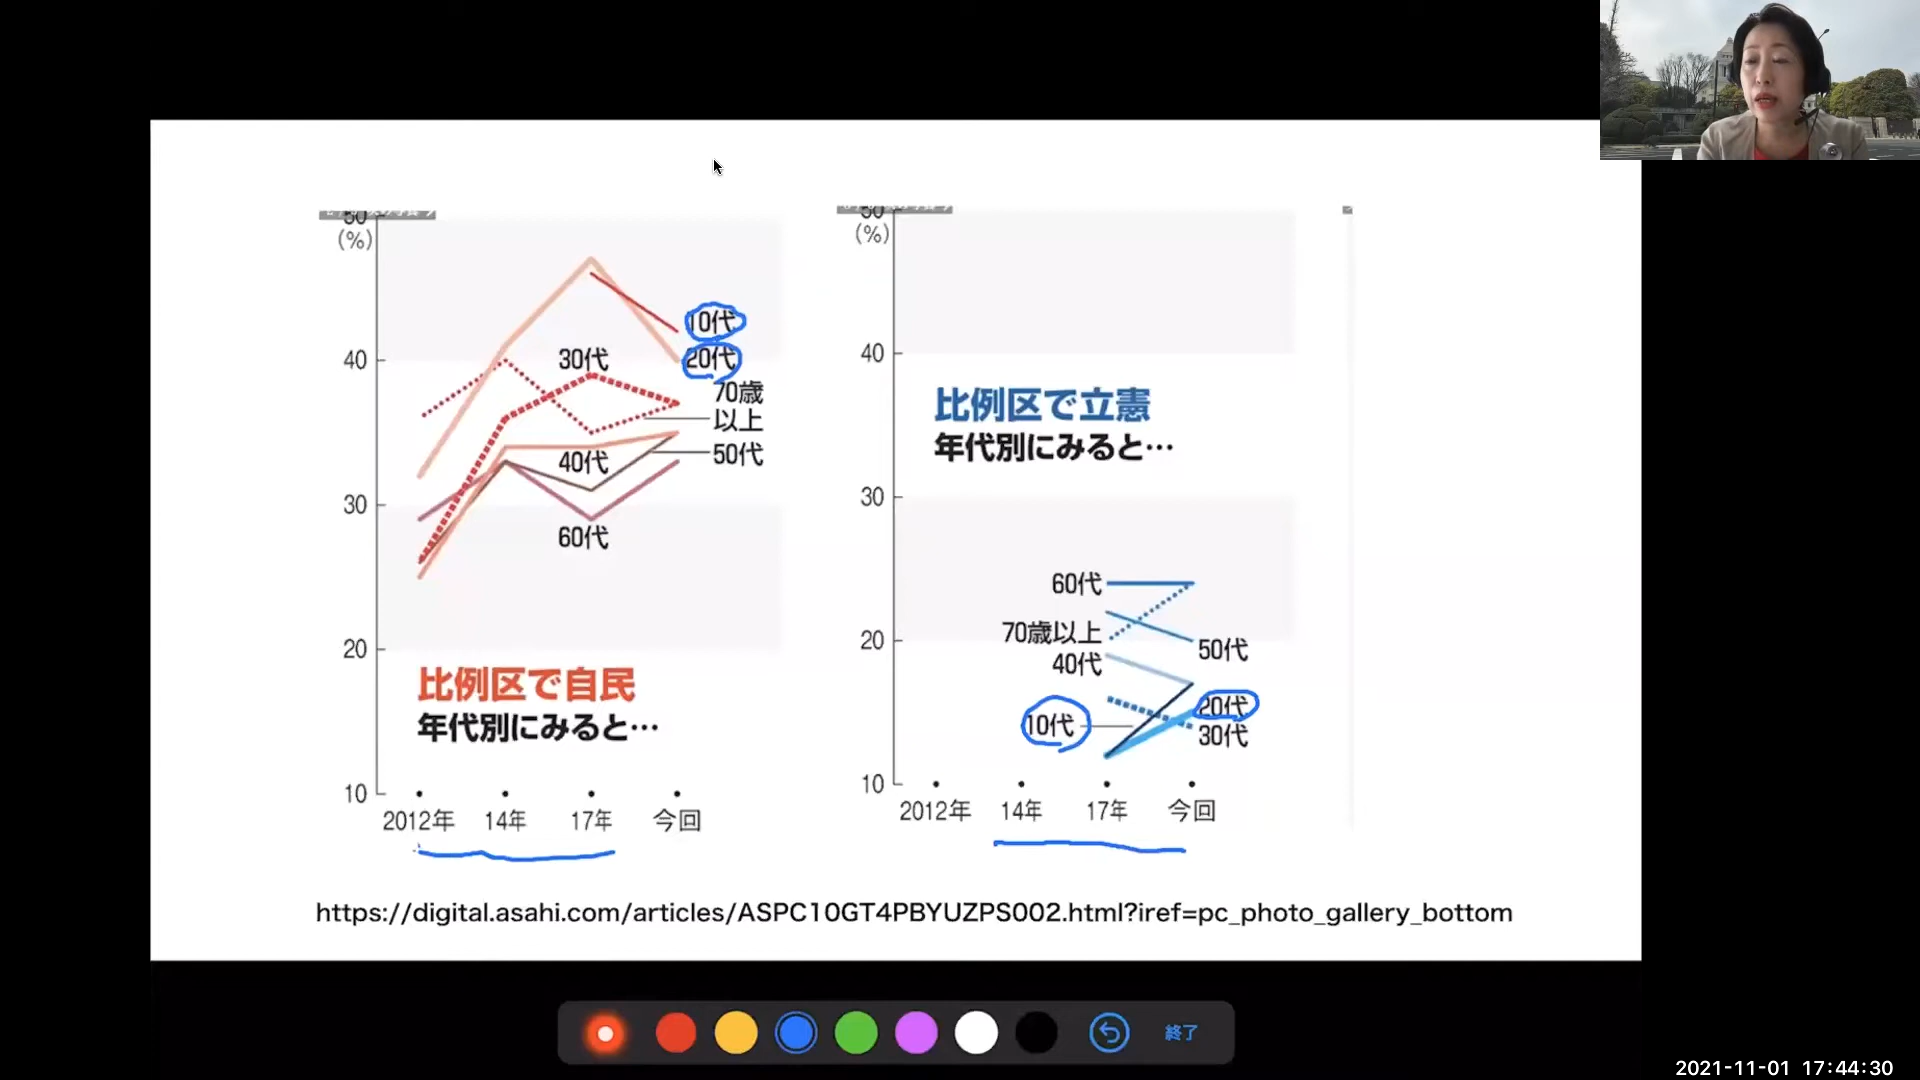 50
(%)
40
30
20
10
10代
20代
30代
70歳
以上
40代
50代
60代
比例区で自民
年代別にみると…
2012年 14年 17年 今回
50
(%)
40
30
20
10
比例区で立憲
年代別にみると…
60代
70歳以上
40代
50代
10代
20代
30代
2012年 14年 17年 今回
https://digital.asahi.com/articles/ASPC10GT4PBYUZPS002.html?iref=pc_photo_gallery_bottom
終了
2021-11-01 17:44:30